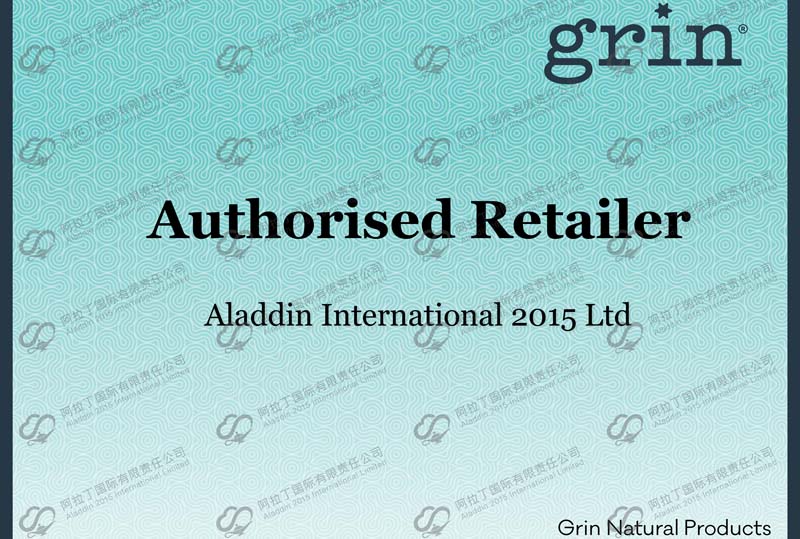 grin®
Authorised Retailer
Aladdin International 2015 Ltd
阿拉丁国际有限责任公司
Aladdin 2015 International Limited
Grin Natural Products